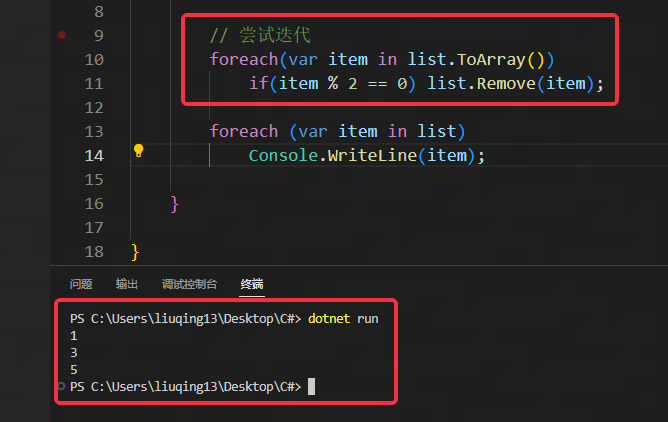 8
9 // 尝试迭代
10 foreach(var item in list.ToArray())
11 if(item % 2 == 0) list.Remove(item);
12
13 foreach (var item in list)
14 Console.WriteLine(item);
15
16 }
17
18 }
问题 输出 调试控制台 终端
PS C:\Users\liuqing13\Desktop\C#> dotnet run
1
3
5
PS C:\Users\liuqing13\Desktop\C#>